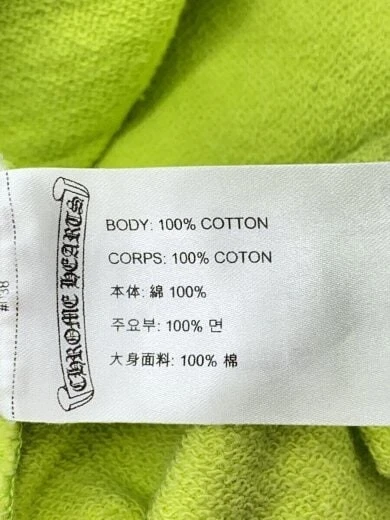 CHROME HEARTS
BODY: 100% COTTON
CORPS: 100% COTON
本体: 綿 100%
주요부: 100% 면
大身面料: 100% 棉